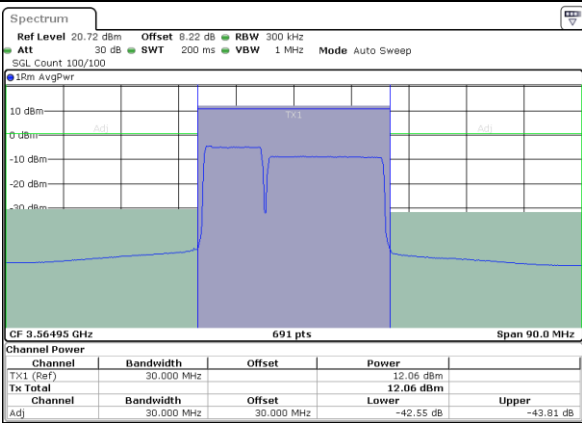 Spectrum
Ref Level 20.72 dBm Offset 8.22 dB RBW 300 kHz
Att 30 dB SWT 200 ms VBW 1 MHz Mode Auto Sweep
SGL Count 100/100
1Rm AvgPwr
10 dBm
TX1
Adj
Adj
0 dBm
-10 dBm
-20 dBm
-30 dBm
CF 3.56495 GHz 691 pts Span 90.0 MHz
Channel Power
Channel Bandwidth Offset Power
TX1 (Ref) 30.000 MHz 12.06 dBm
Tx Total 12.06 dBm
Channel Bandwidth Offset Lower Upper
Adj 30.000 MHz 30.000 MHz -42.55 dB -43.81 dB